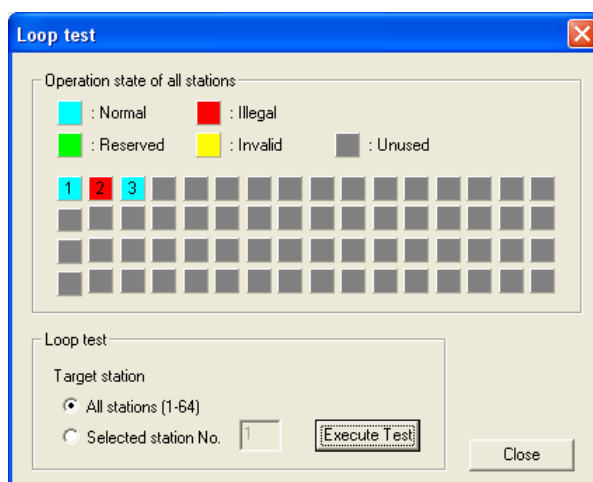 Loop test
Operation state of all stations
: Normal : Illegal
: Reserved : Invalid : Unused
1 2 3
Loop test
Target station
All stations (1-64)
Selected station No. 1 Execute Test
Close